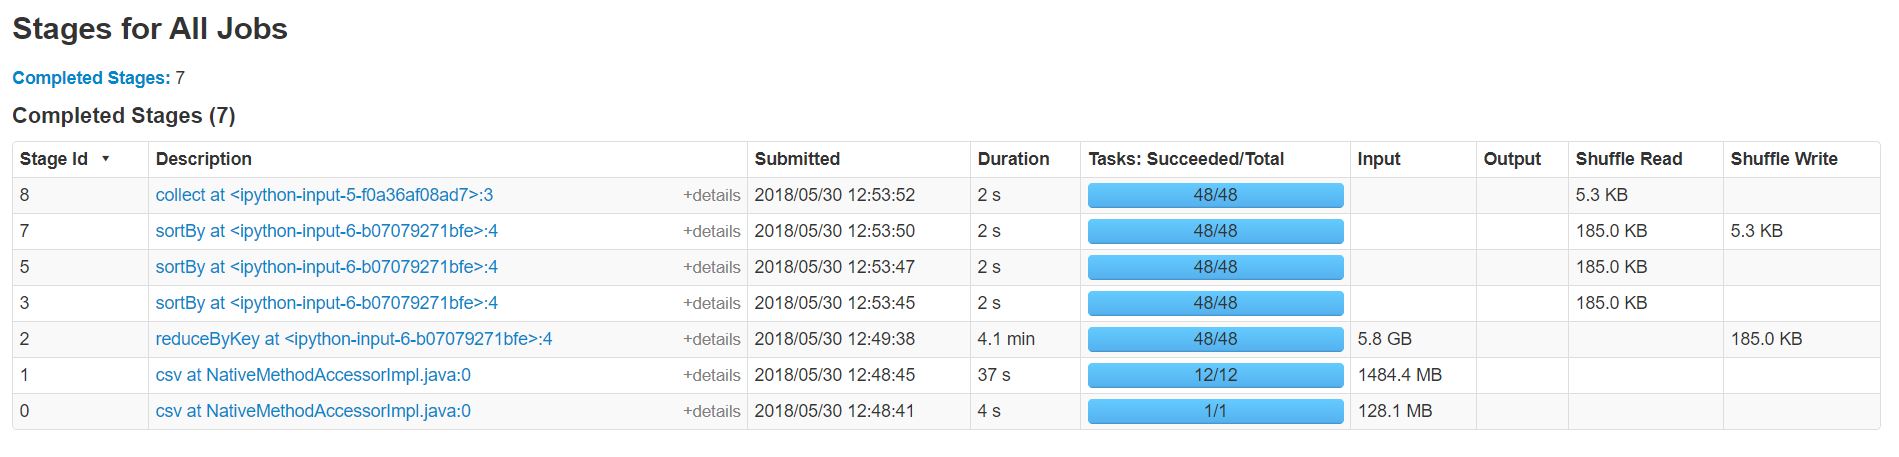 Stages for All Jobs
Completed Stages: 7
Completed Stages (7)
Stage Id ▾ Description Submitted Duration Tasks: Succeeded/Total Input Output Shuffle Read Shuffle Write
8 collect at <ipython-input-5-f0a36af08ad7>:3 +details 2018/05/30 12:53:52 2 s 48/48 5.3 KB
7 sortBy at <ipython-input-6-b07079271bfe>:4 +details 2018/05/30 12:53:50 2 s 48/48 185.0 KB 5.3 KB
5 sortBy at <ipython-input-6-b07079271bfe>:4 +details 2018/05/30 12:53:47 2 s 48/48 185.0 KB
3 sortBy at <ipython-input-6-b07079271bfe>:4 +details 2018/05/30 12:53:45 2 s 48/48 185.0 KB
2 reduceByKey at <ipython-input-6-b07079271bfe>:4 +details 2018/05/30 12:49:38 4.1 min 48/48 5.8 GB 185.0 KB
1 csv at NativeMethodAccessorImpl.java:0 +details 2018/05/30 12:48:45 37 s 12/12 1484.4 MB
0 csv at NativeMethodAccessorImpl.java:0 +details 2018/05/30 12:48:41 4 s 1/1 128.1 MB